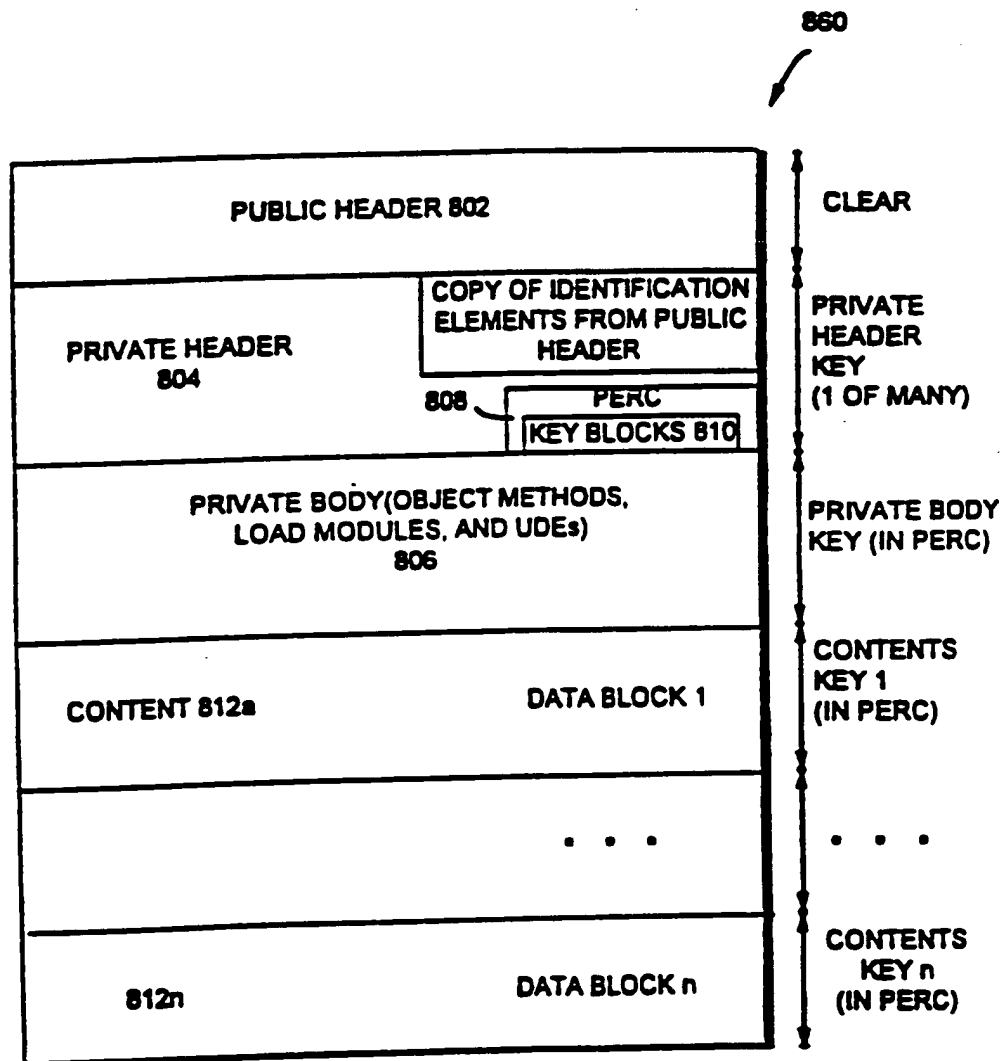 860
PUBLIC HEADER 802
CLEAR
COPY OF IDENTIFICATION
ELEMENTS FROM PUBLIC
HEADER
PRIVATE HEADER
804
808
PERC
KEY BLOCKS 810
PRIVATE
HEADER
KEY
(1 OF MANY)
PRIVATE BODY(OBJECT METHODS,
LOAD MODULES, AND UDEs)
806
PRIVATE BODY
KEY (IN PERC)
CONTENT 812a
DATA BLOCK 1
CONTENTS
KEY 1
(IN PERC)
• • •
• • •
812n
DATA BLOCK n
CONTENTS
KEY n
(IN PERC)